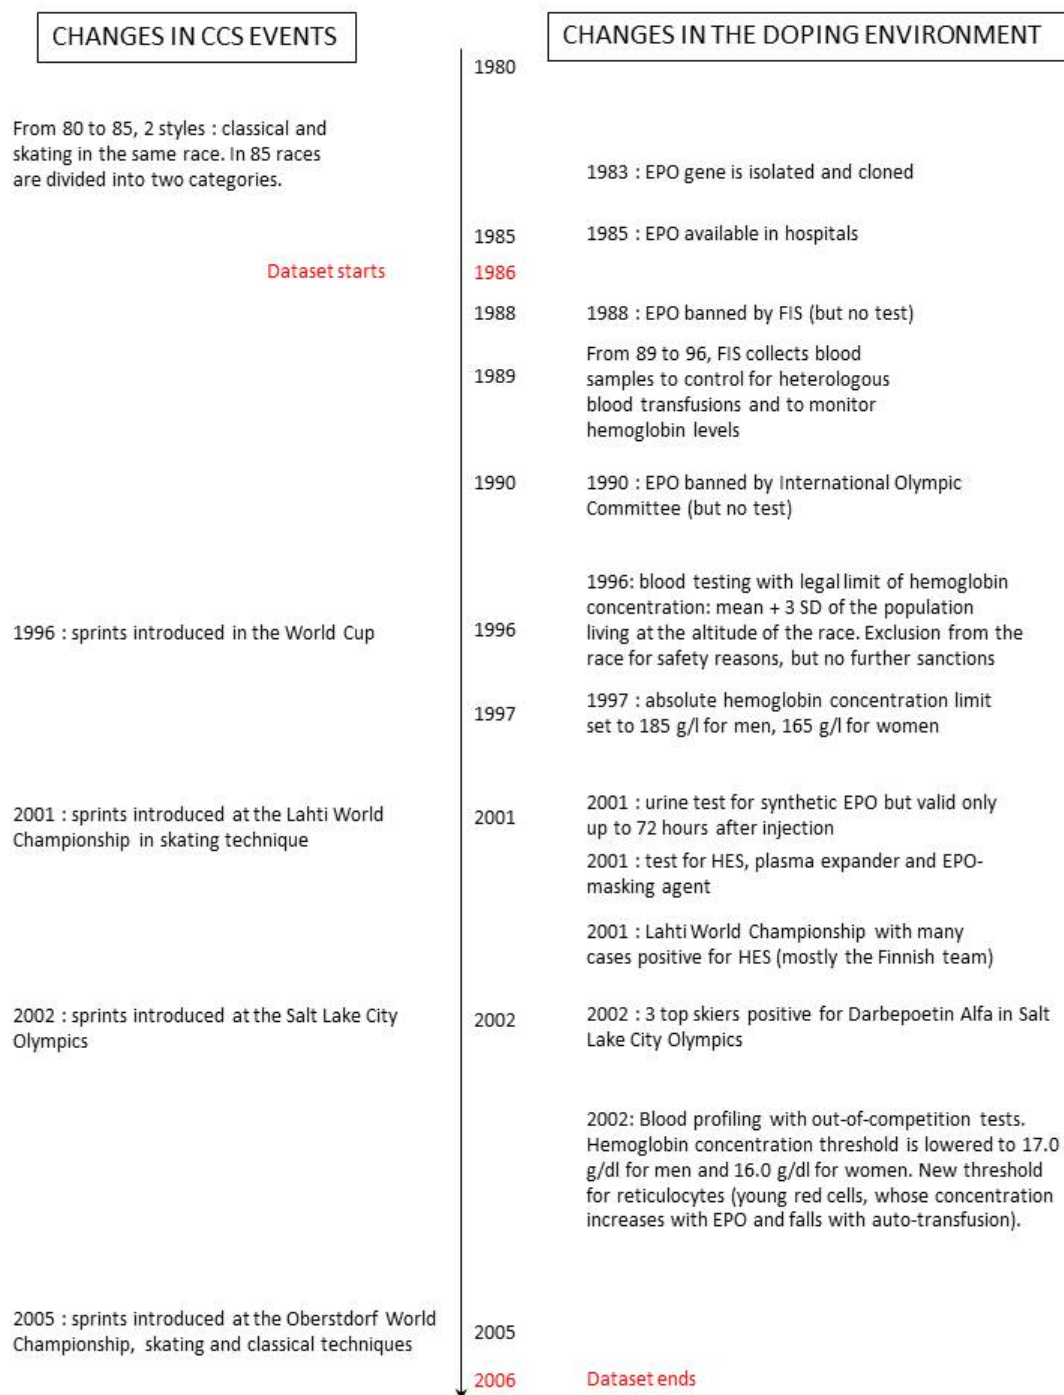 CHANGES IN CCS EVENTS
CHANGES IN THE DOPING ENVIRONMENT
1980
From 80 to 85, 2 styles : classical and
skating in the same race. In 85 races
are divided into two categories.
1983 : EPO gene is isolated and cloned
1985
1985 : EPO available in hospitals
Dataset starts
1986
1988
1988 : EPO banned by FIS (but no test)
1989
From 89 to 96, FIS collects blood
samples to control for heterologous
blood transfusions and to monitor
hemoglobin levels
1990
1990 : EPO banned by International Olympic
Committee (but no test)
1996 : sprints introduced in the World Cup
1996
1996: blood testing with legal limit of hemoglobin
concentration: mean + 3 SD of the population
living at the altitude of the race. Exclusion from the
race for safety reasons, but no further sanctions
1997
1997 : absolute hemoglobin concentration limit
set to 185 g/l for men, 165 g/l for women
2001 : sprints introduced at the Lahti World
Championship in skating technique
2001
2001 : urine test for synthetic EPO but valid only
up to 72 hours after injection
2001 : test for HES, plasma expander and EPO-
masking agent
2001 : Lahti World Championship with many
cases positive for HES (mostly the Finnish team)
2002 : sprints introduced at the Salt Lake City
Olympics
2002
2002 : 3 top skiers positive for Darbepoetin Alfa in Salt
Lake City Olympics
2002: Blood profiling with out-of-competition tests.
Hemoglobin concentration threshold is lowered to 17.0
g/dl for men and 16.0 g/dl for women. New threshold
for reticulocytes (young red cells, whose concentration
increases with EPO and falls with auto-transfusion).
2005 : sprints introduced at the Oberstdorf World
Championship, skating and classical techniques
2005
2006
Dataset ends